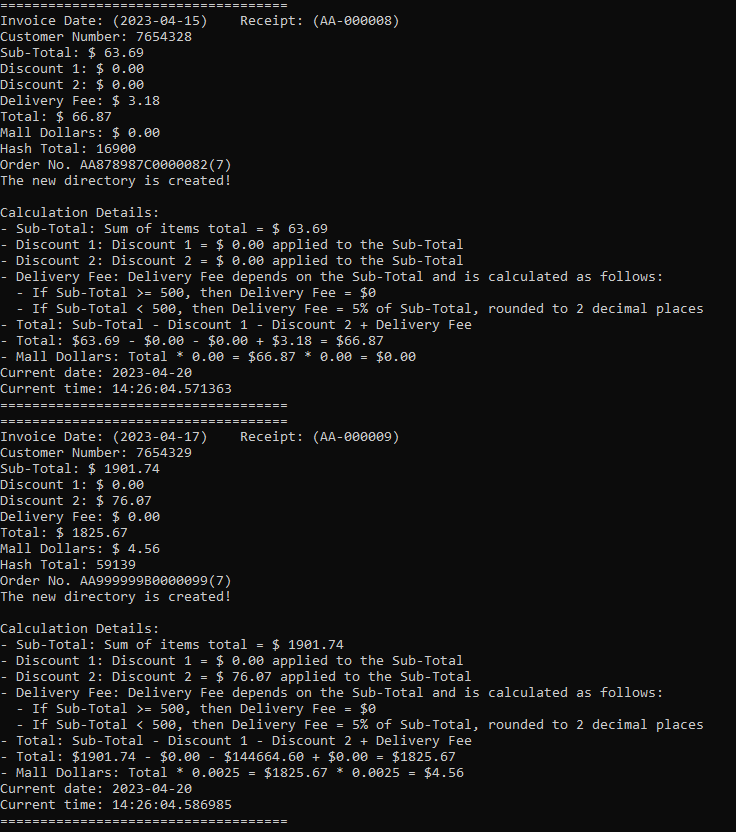 ====================================
Invoice Date: (2023-04-15)    Receipt: (AA-000008)
Customer Number: 7654328
Sub-Total: $ 63.69
Discount 1: $ 0.00
Discount 2: $ 0.00
Delivery Fee: $ 3.18
Total: $ 66.87
Mall Dollars: $ 0.00
Hash Total: 16900
Order No. AA878987C0000082(7)
The new directory is created!

Calculation Details:
- Sub-Total: Sum of items total = $ 63.69
- Discount 1: Discount 1 = $ 0.00 applied to the Sub-Total
- Discount 2: Discount 2 = $ 0.00 applied to the Sub-Total
- Delivery Fee: Delivery Fee depends on the Sub-Total and is calculated as follows:
  - If Sub-Total >= 500, then Delivery Fee = $0
  - If Sub-Total < 500, then Delivery Fee = 5% of Sub-Total, rounded to 2 decimal places
- Total: Sub-Total - Discount 1 - Discount 2 + Delivery Fee
- Total: $63.69 - $0.00 - $0.00 + $3.18 = $66.87
- Mall Dollars: Total * 0.00 = $66.87 * 0.00 = $0.00
Current date: 2023-04-20
Current time: 14:26:04.571363
====================================
====================================
Invoice Date: (2023-04-17)    Receipt: (AA-000009)
Customer Number: 7654329
Sub-Total: $ 1901.74
Discount 1: $ 0.00
Discount 2: $ 76.07
Delivery Fee: $ 0.00
Total: $ 1825.67
Mall Dollars: $ 4.56
Hash Total: 59139
Order No. AA999999B0000099(7)
The new directory is created!

Calculation Details:
- Sub-Total: Sum of items total = $ 1901.74
- Discount 1: Discount 1 = $ 0.00 applied to the Sub-Total
- Discount 2: Discount 2 = $ 76.07 applied to the Sub-Total
- Delivery Fee: Delivery Fee depends on the Sub-Total and is calculated as follows:
  - If Sub-Total >= 500, then Delivery Fee = $0
  - If Sub-Total < 500, then Delivery Fee = 5% of Sub-Total, rounded to 2 decimal places
- Total: Sub-Total - Discount 1 - Discount 2 + Delivery Fee
- Total: $1901.74 - $0.00 - $144664.60 + $0.00 = $1825.67
- Mall Dollars: Total * 0.0025 = $1825.67 * 0.0025 = $4.56
Current date: 2023-04-20
Current time: 14:26:04.586985
====================================